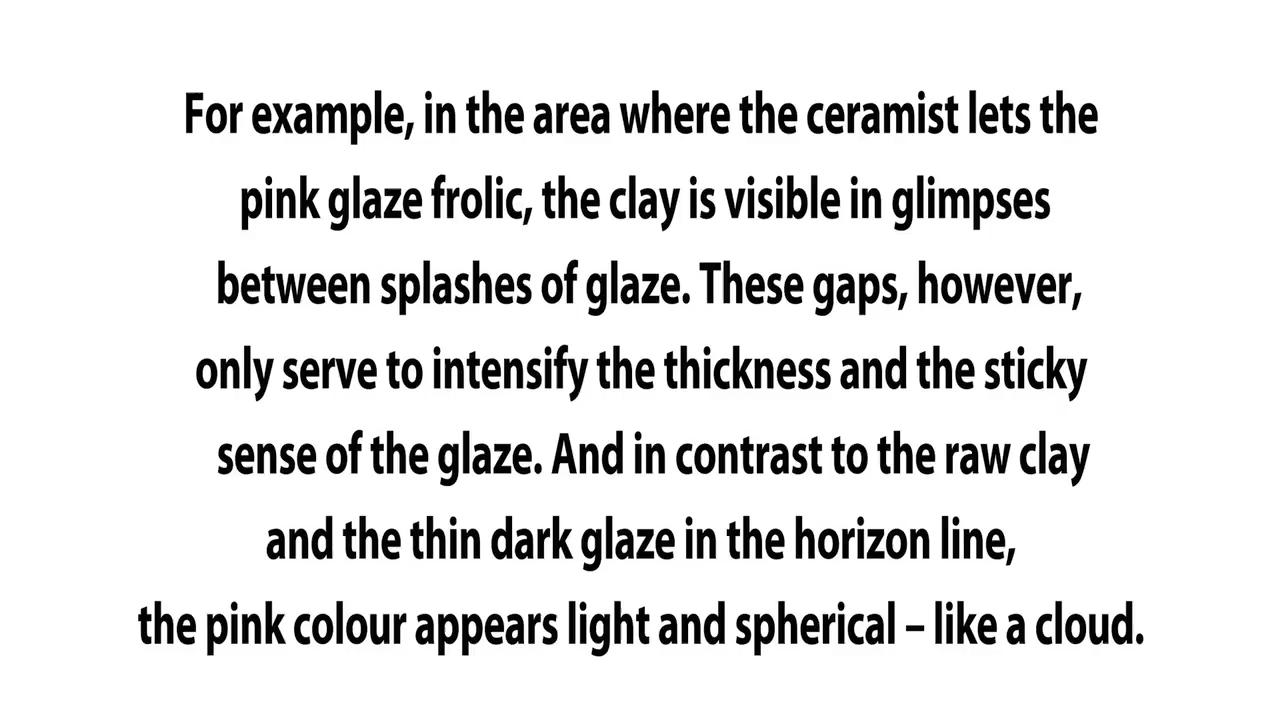 For example, in the area where the ceramist lets the
pink glaze frolic, the clay is visible in glimpses
between splashes of glaze. These gaps, however,
only serve to intensify the thickness and the sticky
sense of the glaze. And in contrast to the raw clay
and the thin dark glaze in the horizon line,
the pink colour appears light and spherical – like a cloud.